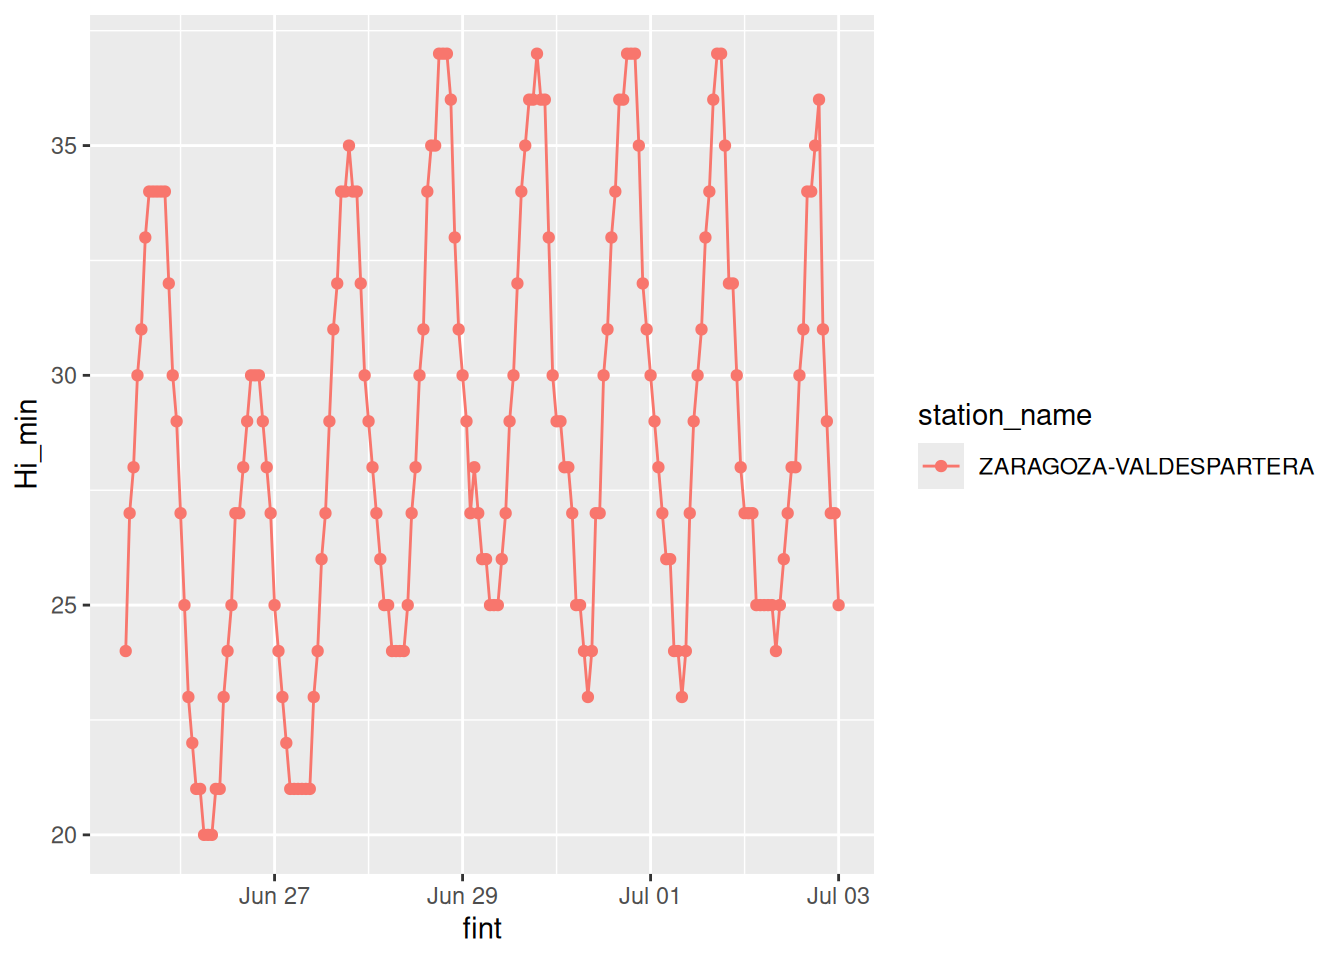 35
30
25
20
Hi_min
Jun 27
Jun 29
Jul 01
Jul 03
fint
station_name
ZARAGOZA-VALDESPARTERA